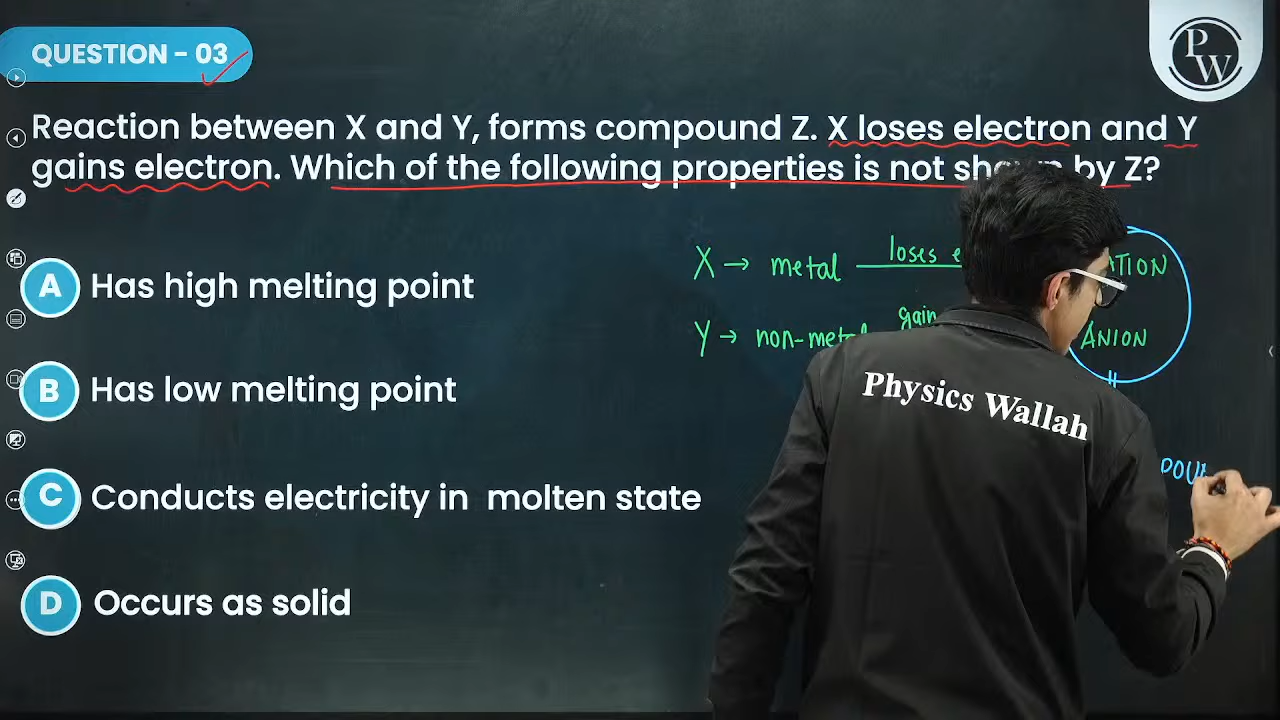 QUESTION - 03
PW
Reaction between X and Y, forms compound Z. X loses electron and Y
gains electron. Which of the following properties is not by Z?
A Has high melting point
B Has low melting point
C Conducts electricity in molten state
D Occurs as solid
X → metal loses
Y → non-metal gain
ANION
Physics Wallah